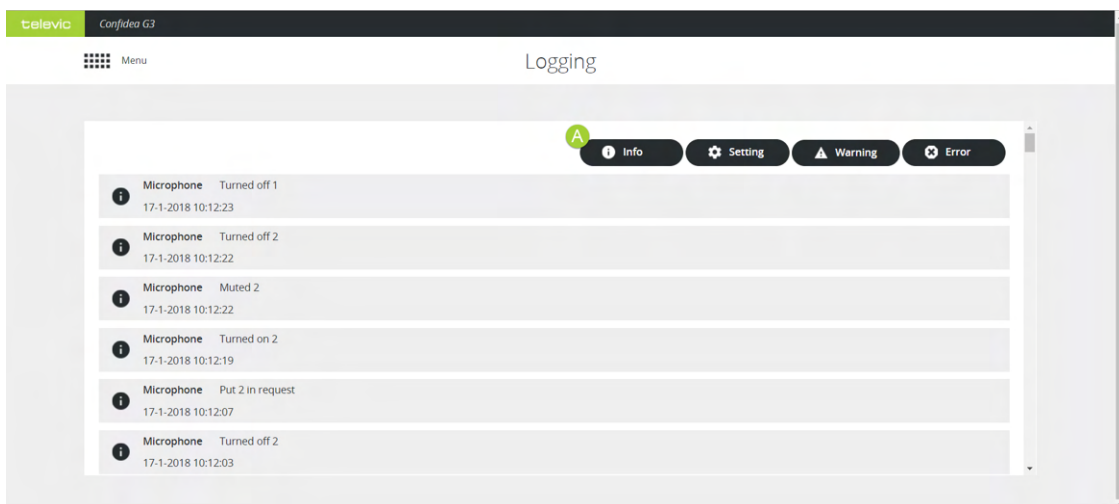 televic Confidea G3
Menu
Logging
A
Info Setting Warning Error
Microphone Turned off 1
17-1-2018 10:12:23
Microphone Turned off 2
17-1-2018 10:12:22
Microphone Muted 2
17-1-2018 10:12:22
Microphone Turned on 2
17-1-2018 10:12:19
Microphone Put 2 in request
17-1-2018 10:12:07
Microphone Turned off 2
17-1-2018 10:12:03